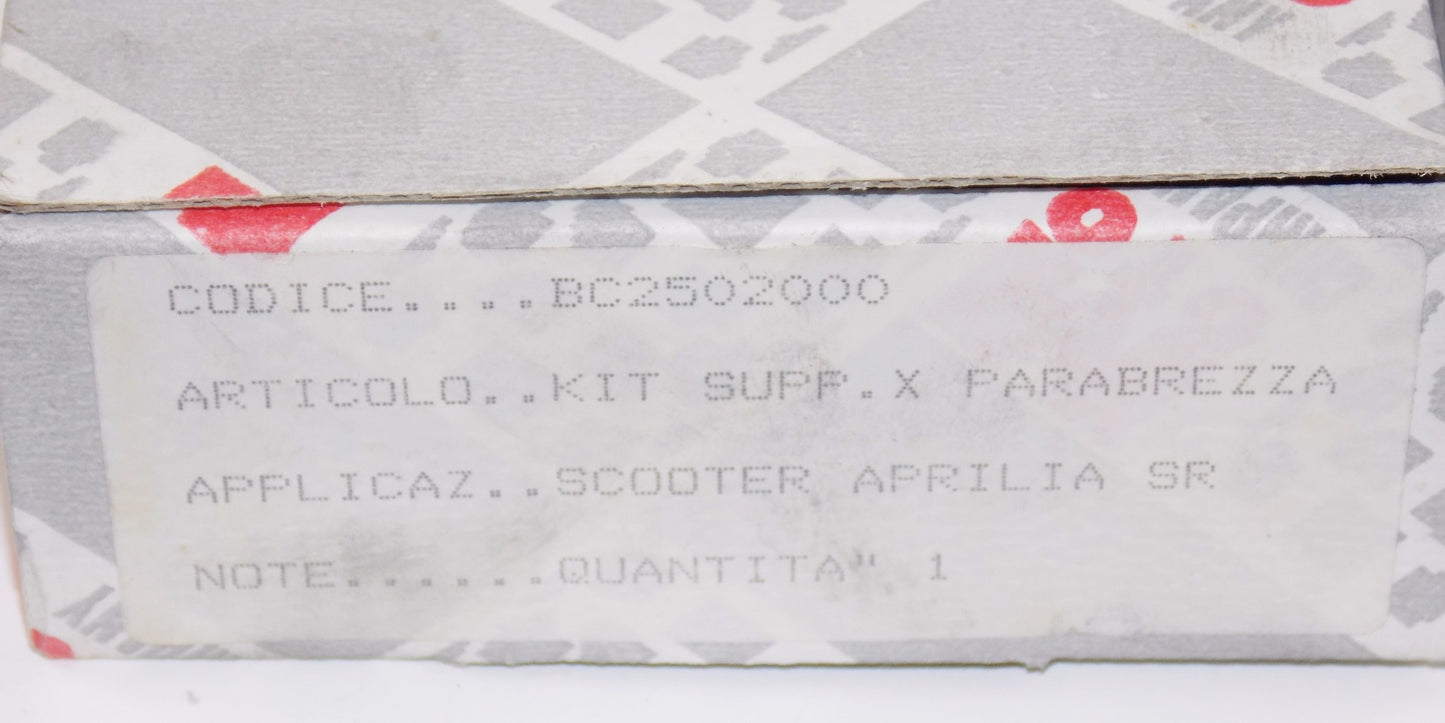 CODICE....BC2502000
ARTICOLO..KIT SUPP.X PARABREZZA
APPLICAZ..SCOOTER APRILIA SR
NOTE......QUANTITA" 1